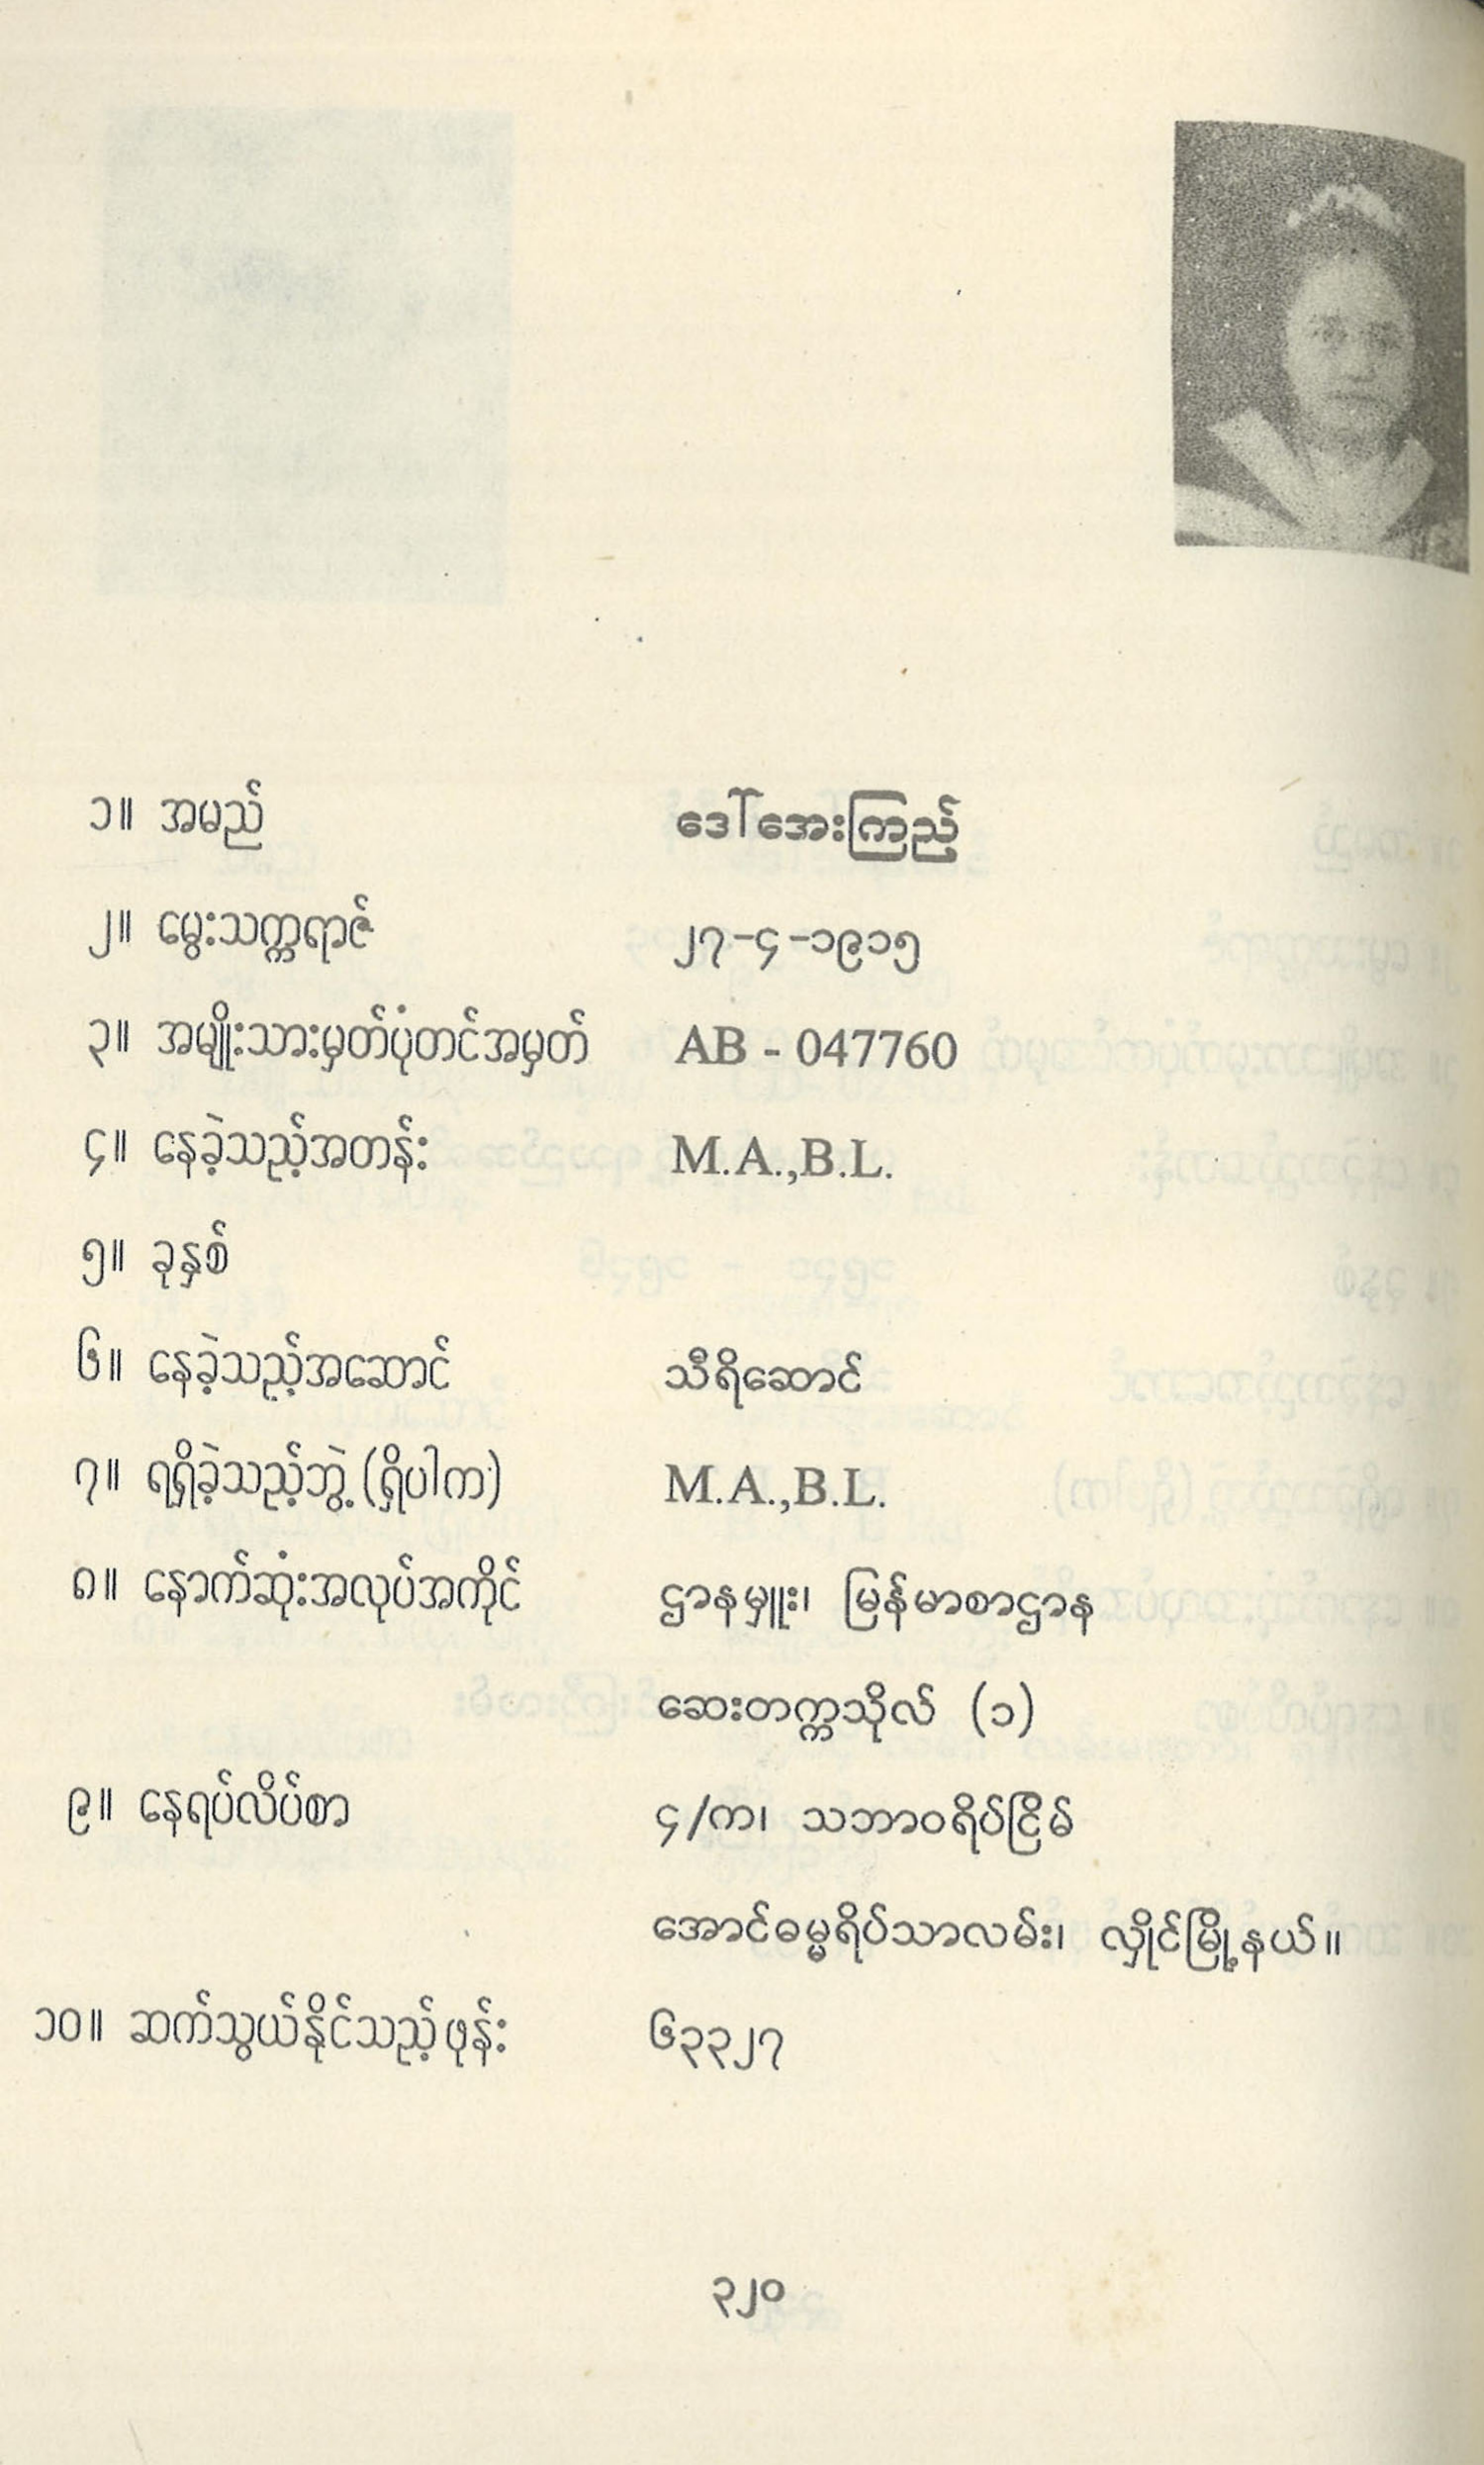 ၁။ အမည် ဒေါ်အေးကြည်
၂။ မွေးသက္ကရာဇ် ၂၇-၄-၁၉၁၅
၃။ အမျိုးသားမှတ်ပုံတင်အမှတ် AB - 047760
၄။ နေခဲ့သည့်အတန်း M.A.,B.L.
၅။ ခုနှစ်
၆။ နေခဲ့သည့်အဆောင် သီရိဆောင်
၇။ ရရှိခဲ့သည့်ဘွဲ့ (ရှိပါက) M.A.,B.L.
၈။ နောက်ဆုံးအလုပ်အကိုင် ဌာနမှူး၊ မြန်မာစာဌာန
ဆေးတက္ကသိုလ် (၁)
၉။ နေရပ်လိပ်စာ ၄/က၊ သဘာဝရိပ်ငြိမ်
အောင်ဓမ္မရိပ်သာလမ်း၊ လှိုင်မြို့နယ်။
၁၀။ ဆက်သွယ်နိုင်သည့်ဖုန်း ၆၃၃၂၇
၃၂၀